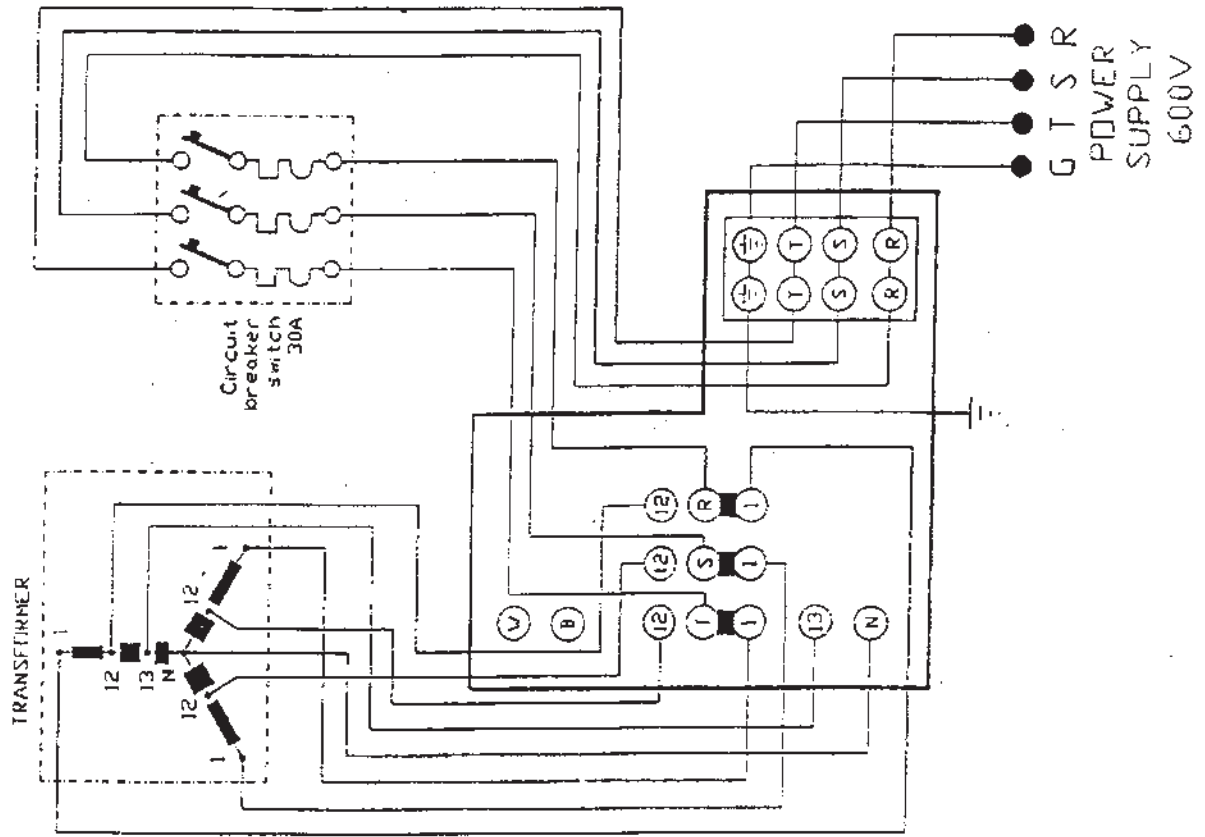 TRANSFORMER
1
12
13
N
12
1
12
1
Circuit
breaker
switch
30A
W
B
12
12
12
R
S
T
1
1
1
13
N
T
S
R
T
S
R
G T S R
POWER
SUPPLY
600V